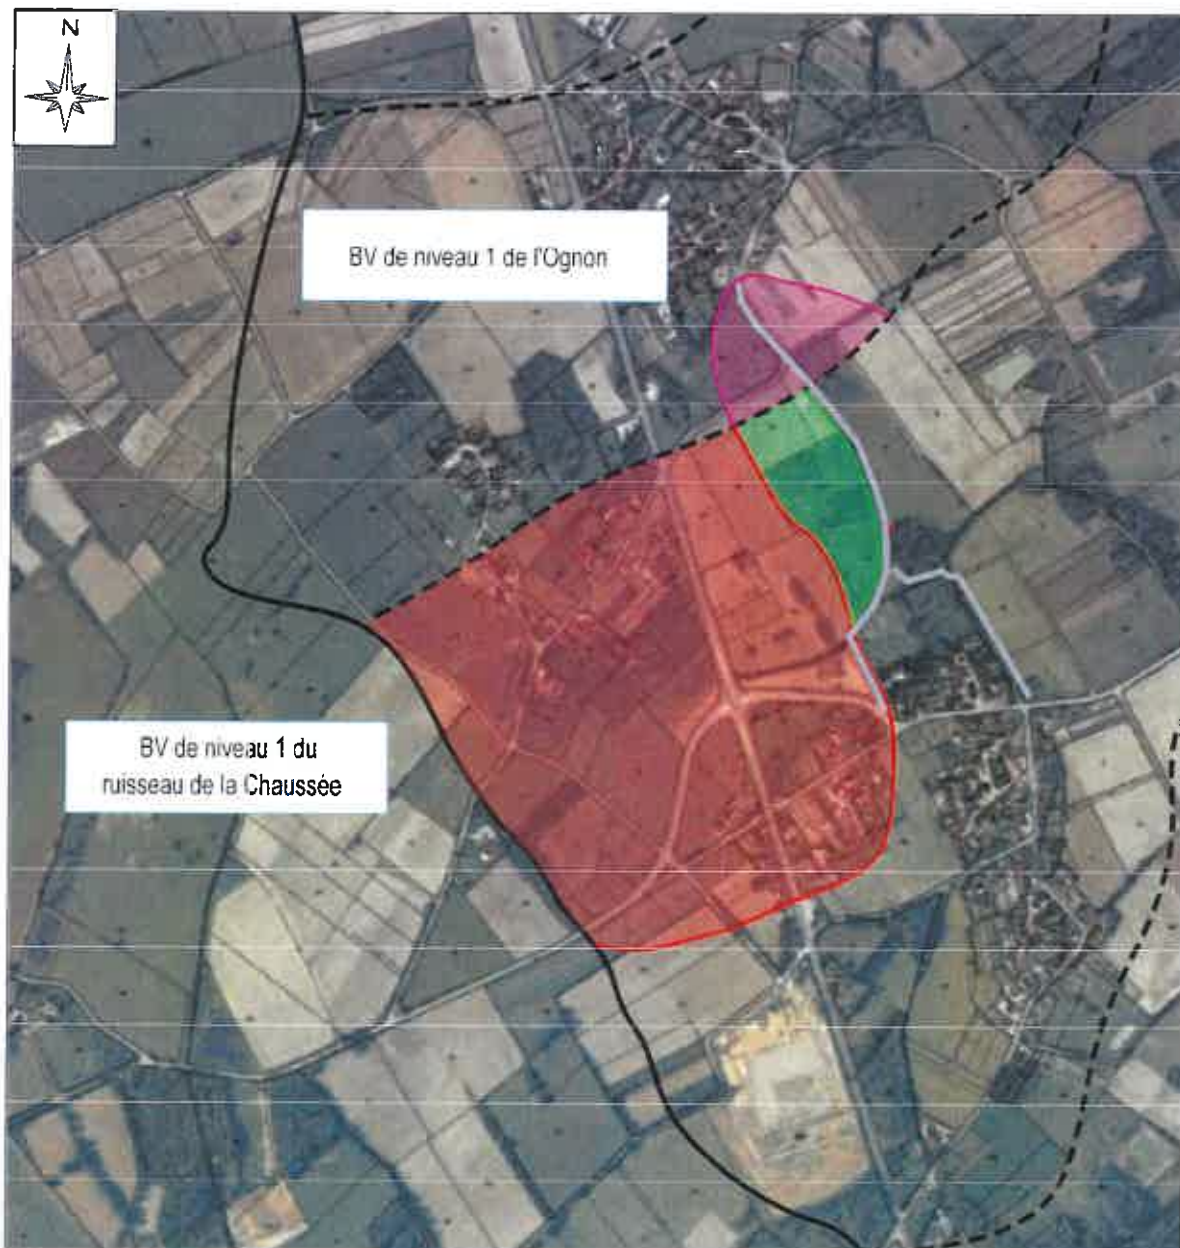 N
BV de niveau 1 de l'Ognon
BV de niveau 1 du
ruisseau de la Chaussée